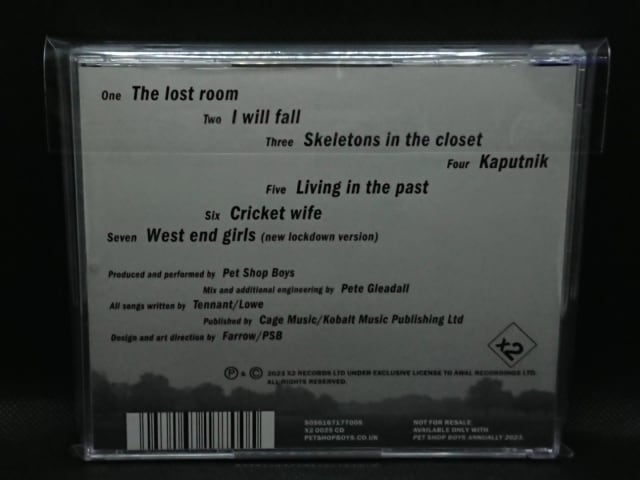 One The lost room
Two I will fall
Three Skeletons in the closet
Four Kaputnik
Five Living in the past
Six Cricket wife
Seven West end girls (new lockdown version)
Produced and performed by Pet Shop Boys
Mix and additional engineering by Pete Gleadall
All songs written by Tennant/Lowe
Published by Cage Music/Kobalt Music Publishing Ltd
Design and art direction by Farrow/PSB
x2
Ⓟ & © 2023 X2 RECORDS LTD UNDER EXCLUSIVE LICENSE TO AWAL RECORDINGS LTD.
ALL RIGHTS RESERVED.
5056167177005
X2 0025 CD
PETSHOPBOYS.CO.UK
NOT FOR RESALE
AVAILABLE ONLY WITH
PET SHOP BOYS ANNUALLY 2023.